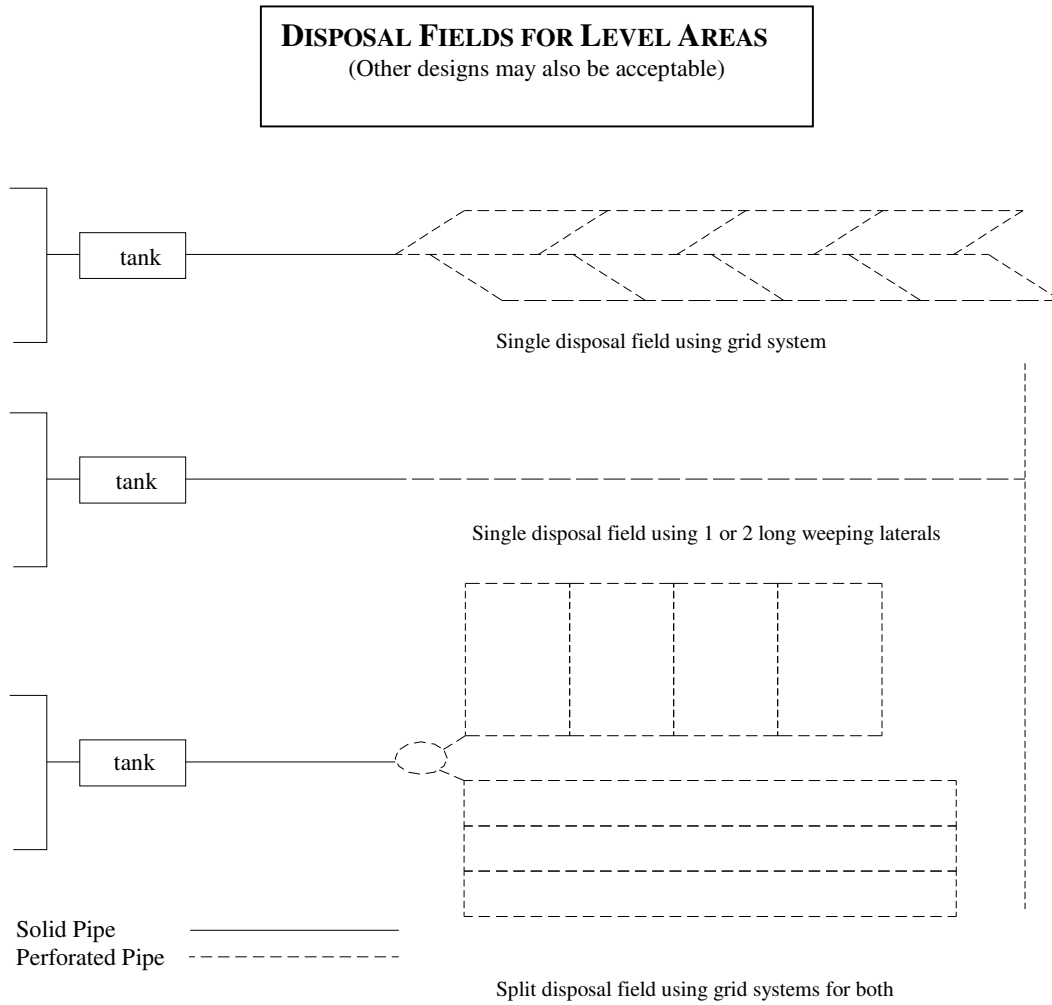 DISPOSAL FIELDS FOR LEVEL AREAS
(Other designs may also be acceptable)
tank
Single disposal field using grid system
tank
Single disposal field using 1 or 2 long weeping laterals
tank
Solid Pipe
Perforated Pipe
Split disposal field using grid systems for both